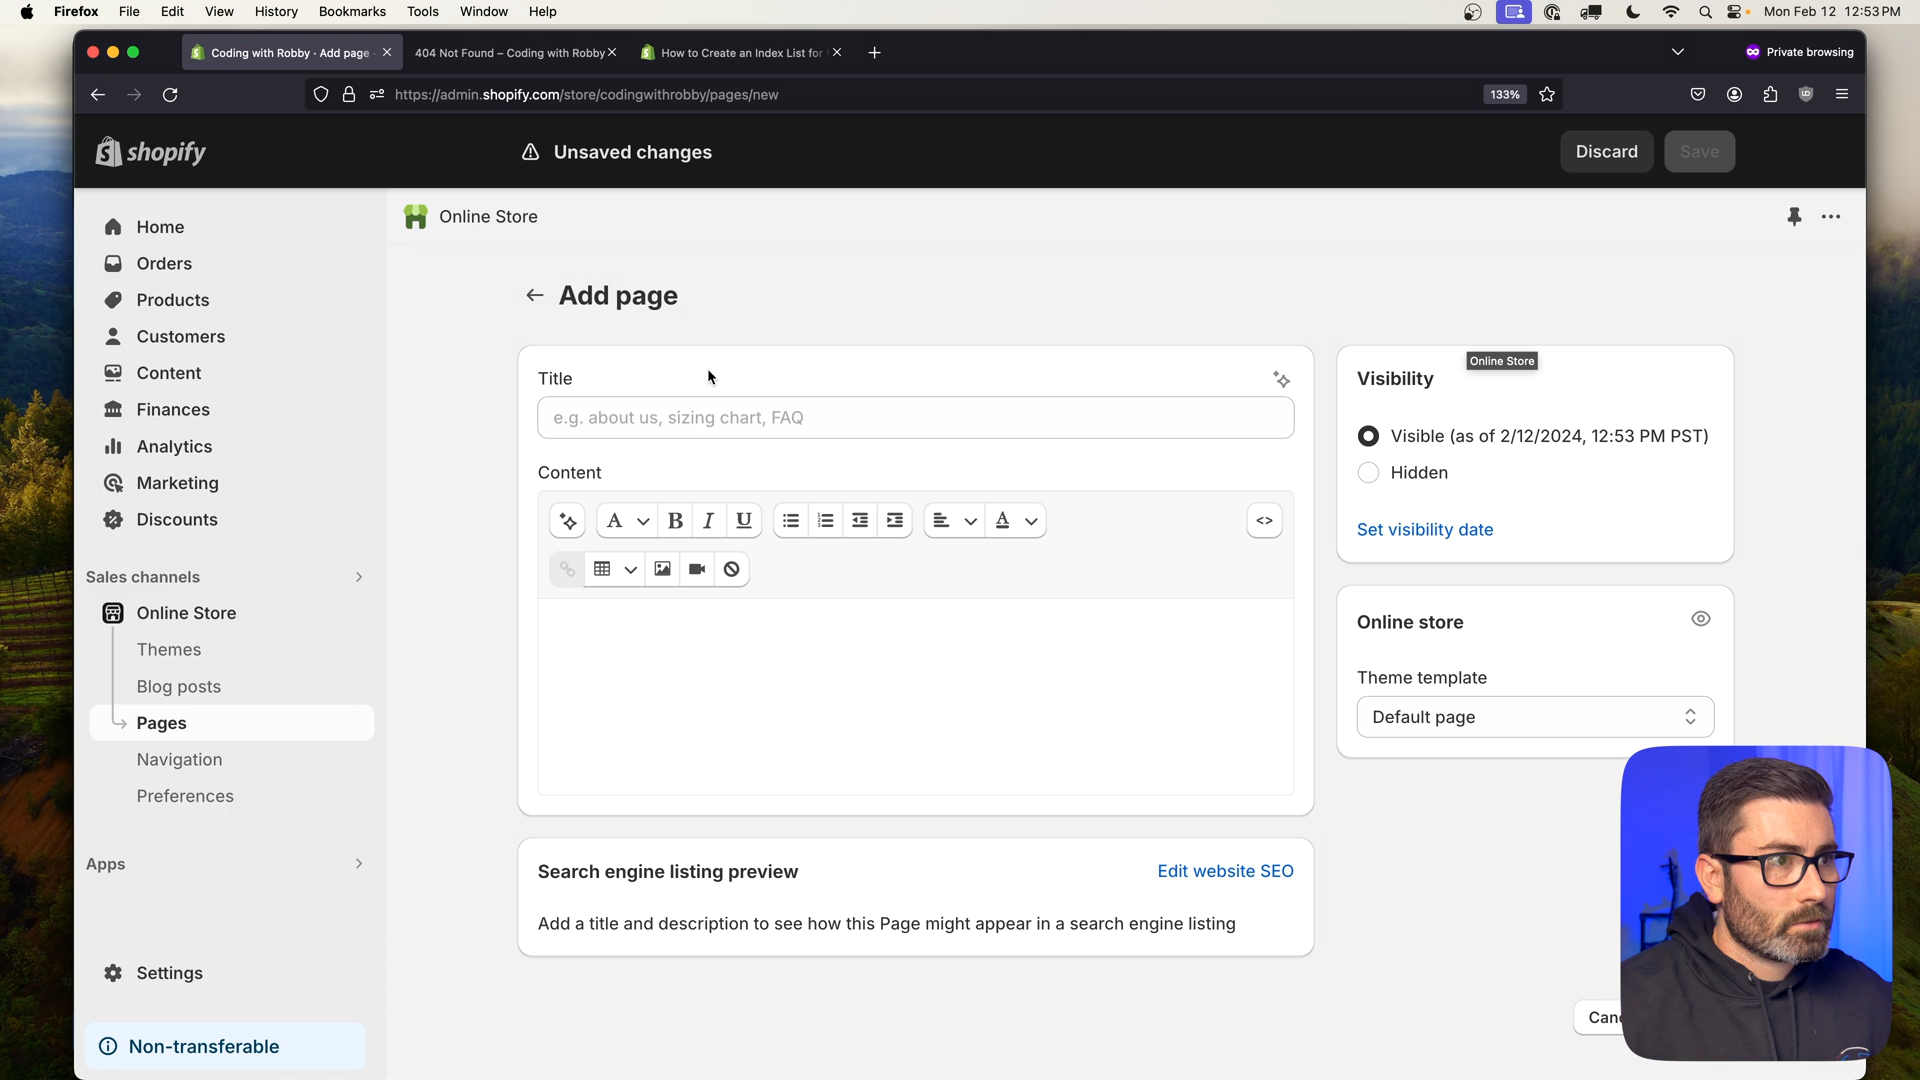 Firefox File Edit View History Bookmarks Tools Window Help Mon Feb 12 12:53 PM
Coding with Robby · Add page 404 Not Found – Coding with Robby How to Create an Index List for Private browsing
https://admin.shopify.com/store/codingwithrobby/pages/new 133%
shopify Unsaved changes Discard Save
Online Store
Home
Orders
Products
Customers
Content
Finances
Analytics
Marketing
Discounts
Sales channels
Online Store
Themes
Blog posts
Pages
Navigation
Preferences
Apps
Settings
Non-transferable
Add page
Title
e.g. about us, sizing chart, FAQ
Content
Search engine listing preview Edit website SEO
Add a title and description to see how this Page might appear in a search engine listing
Online Store
Visibility
Visible (as of 2/12/2024, 12:53 PM PST)
Hidden
Set visibility date
Online store
Theme template
Default page